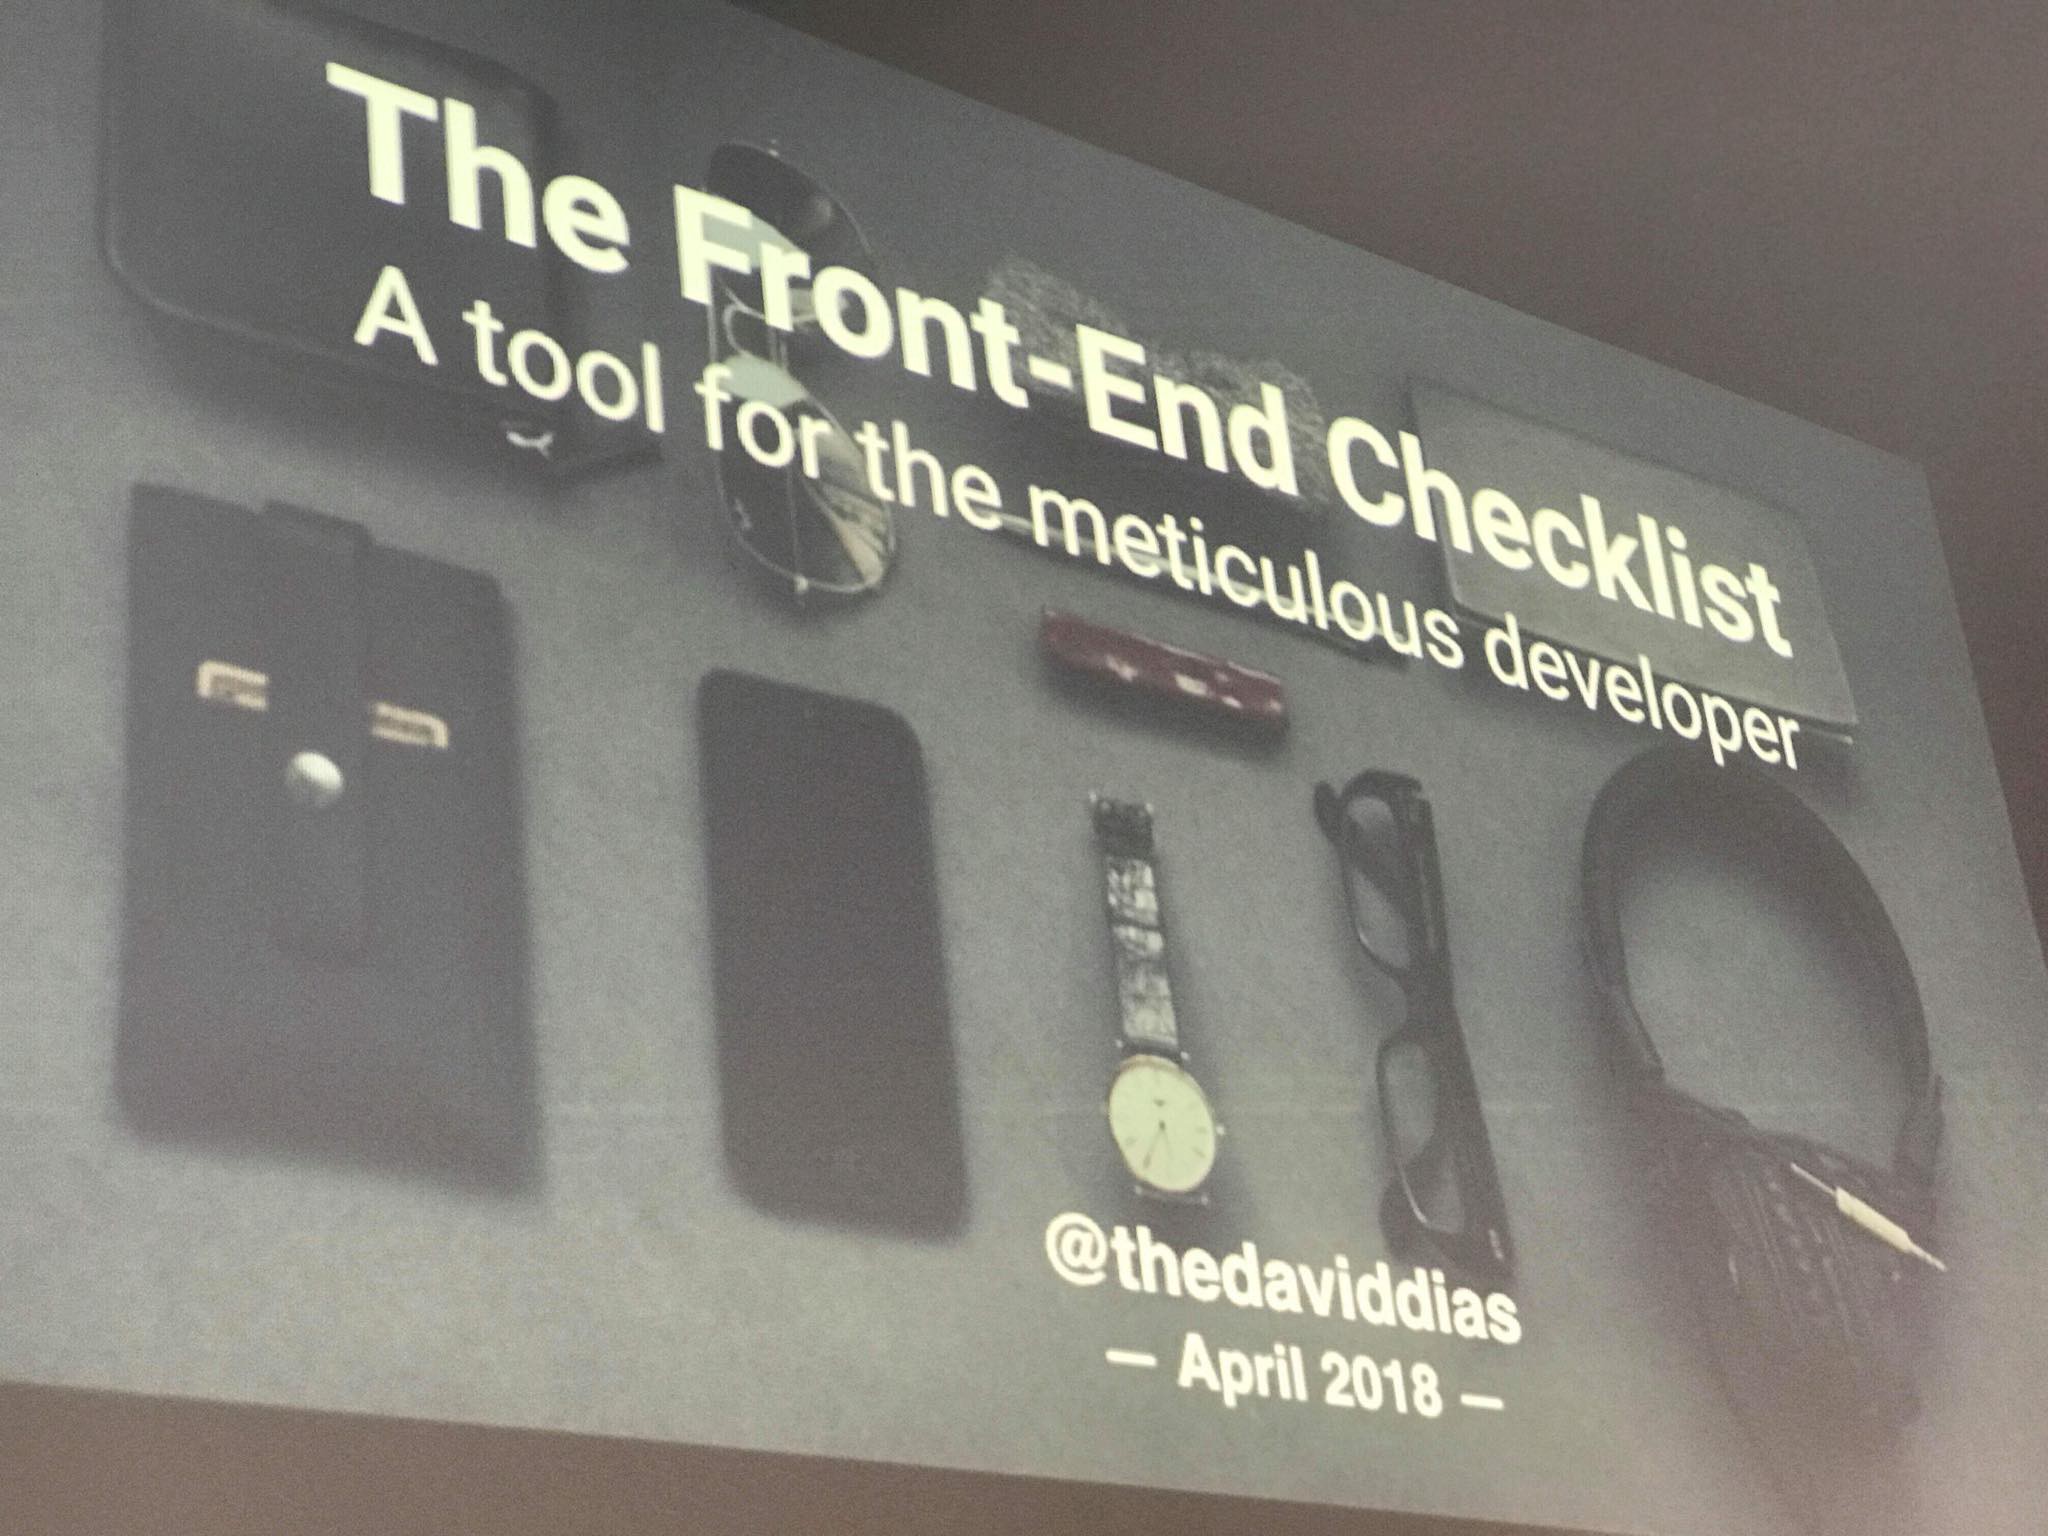 The Front-End Checklist
A tool for the meticulous developer
@thedaviddias
— April 2018 —